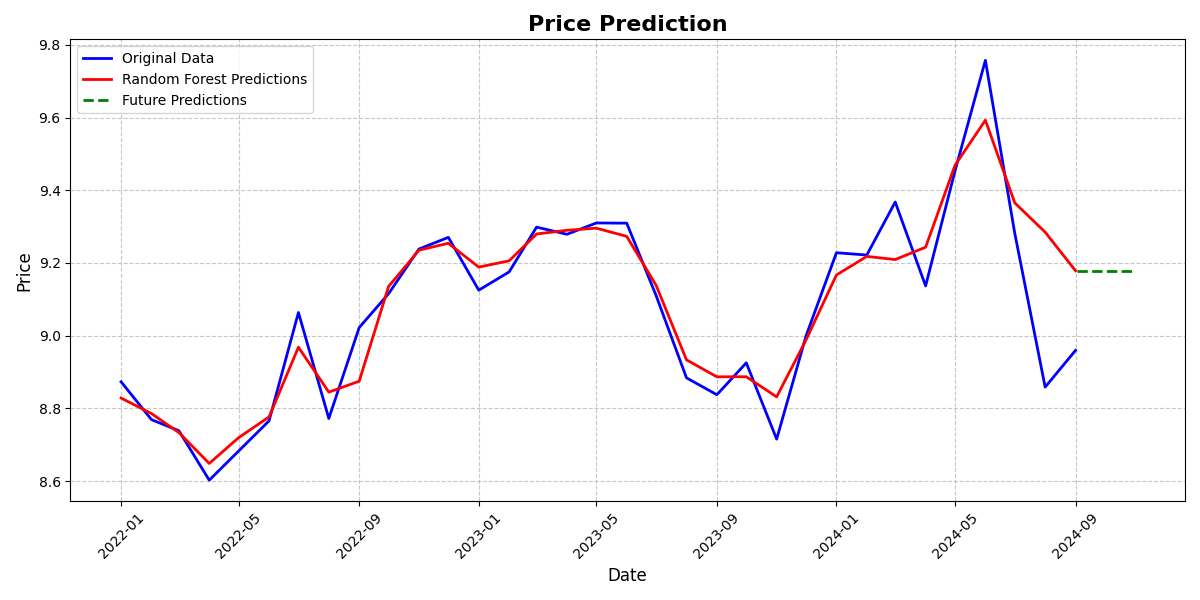 Price Prediction
Original Data
Random Forest Predictions
Future Predictions
Price
9.8
9.6
9.4
9.2
9.0
8.8
8.6
2022-01
2022-05
2022-09
2023-01
2023-05
2023-09
2024-01
2024-05
2024-09
Date